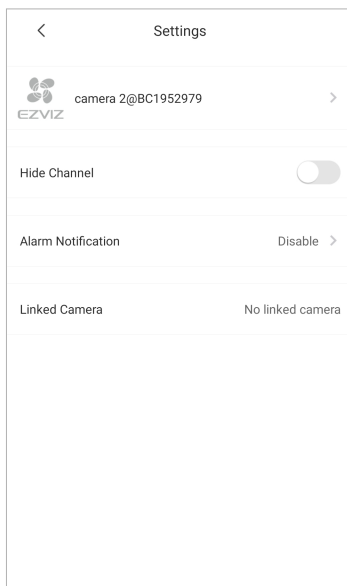 Settings
camera 2@BC1952979
EZVIZ
Hide Channel
Alarm Notification Disable
Linked Camera No linked camera